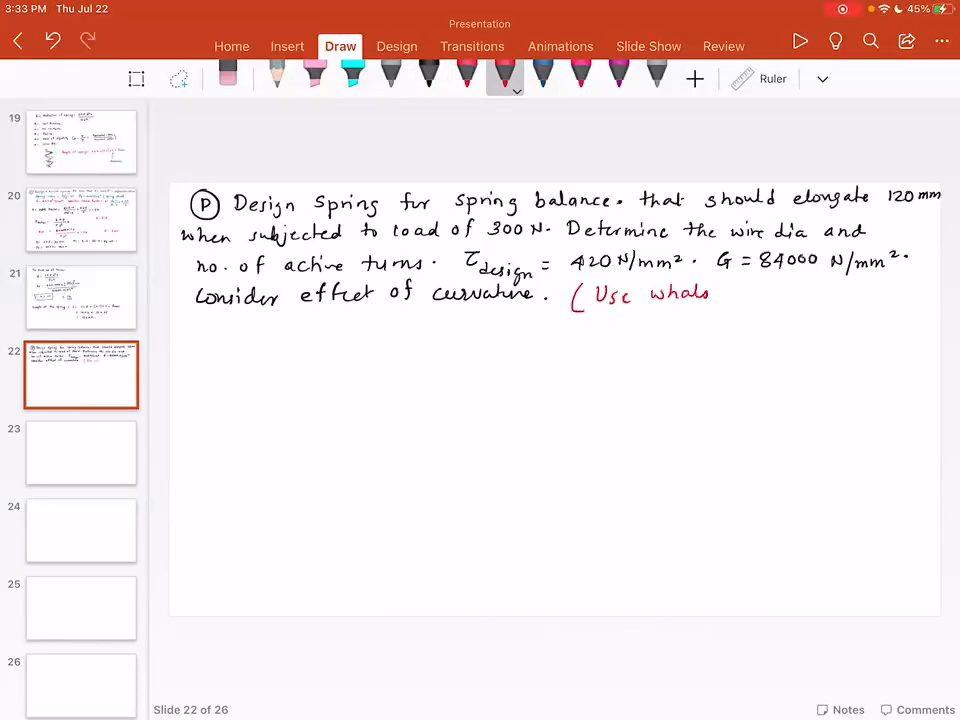 3:33 PM Thu Jul 22
45%
Presentation
Home Insert Draw Design Transitions Animations Slide Show Review
Ruler
19
20
21
22
23
24
25
26
P Design Spring for Spring balance. that should elongate 120 mm
when subjected to load of 300 N. Determine the wire dia and
no. of active turns. τdesign = 420 N/mm². G = 84000 N/mm².
Consider effect of curvature. ( Use whals
Slide 22 of 26
Notes Comments